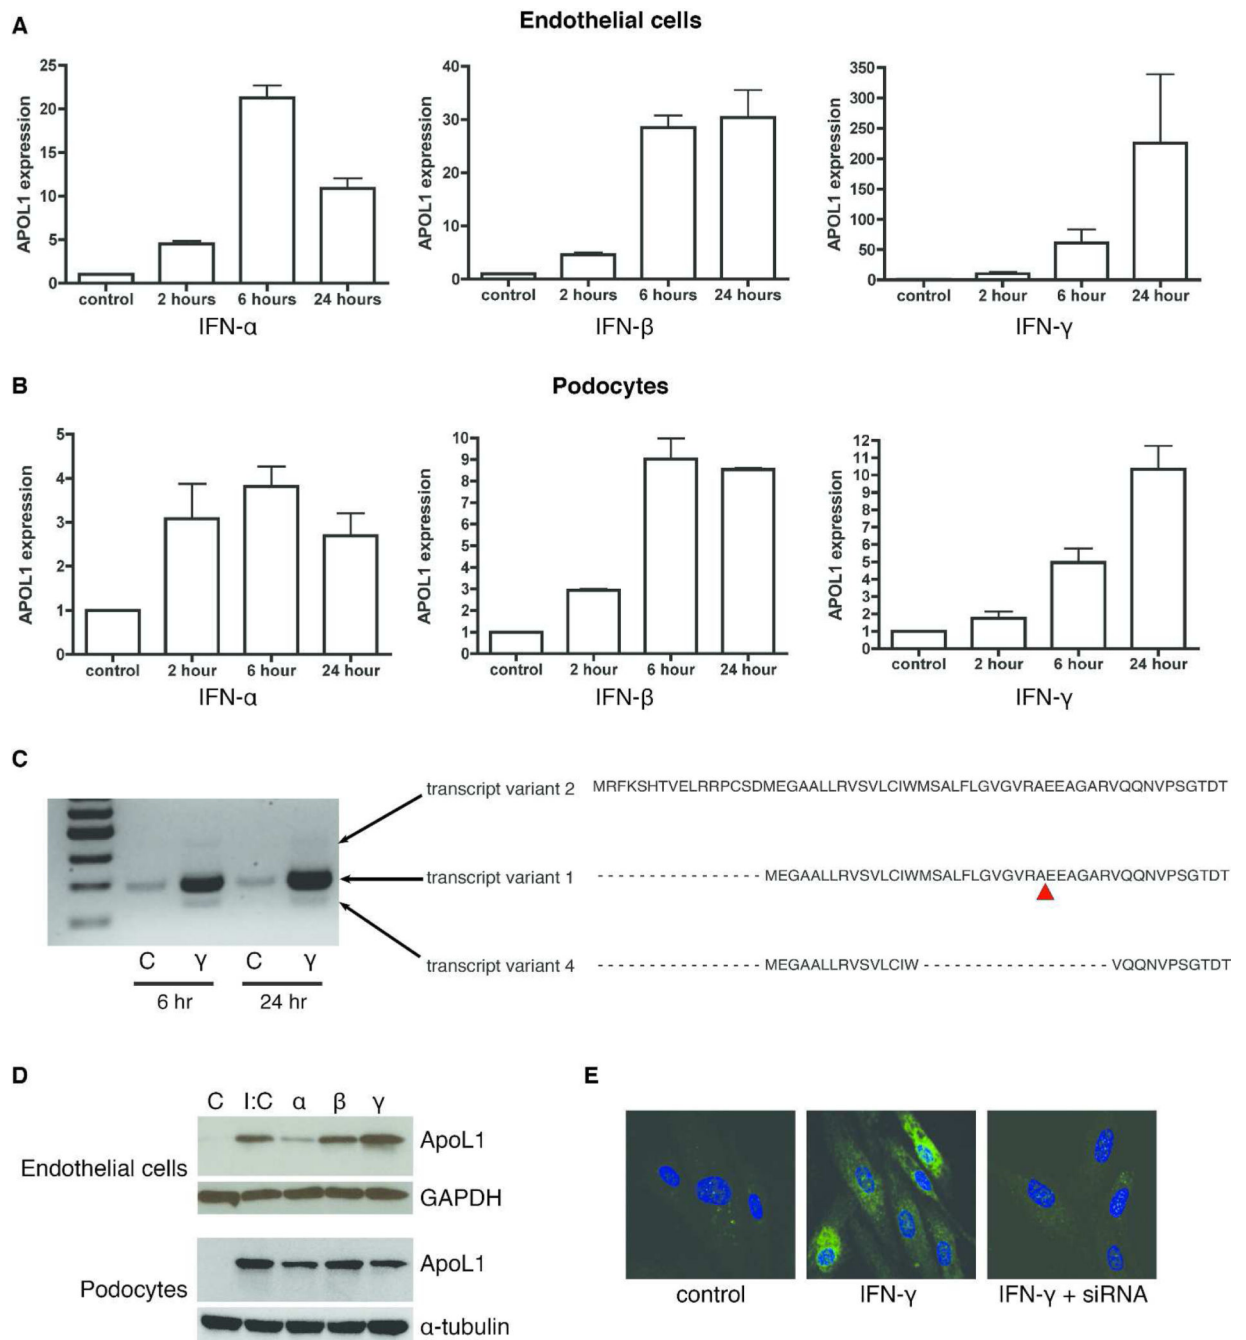 A
Endothelial cells
APOL1 expression
25
20
15
10
5
0
control 2 hours 6 hours 24 hours
IFN-α
APOL1 expression
40
30
20
10
0
control 2 hours 6 hours 24 hours
IFN-β
APOL1 expression
350
300
250
200
150
100
50
0
control 2 hour 6 hour 24 hour
IFN-γ
B
Podocytes
APOL1 expression
5
4
3
2
1
0
control 2 hour 6 hour 24 hour
IFN-α
APOL1 expression
10
9
8
7
6
5
4
3
2
1
0
control 2 hour 6 hour 24 hour
IFN-β
APOL1 expression
12
11
10
9
8
7
6
5
4
3
2
1
0
control 2 hour 6 hour 24 hour
IFN-γ
C
transcript variant 2 MRFKSHTVELRRPCSDMEGAALLRVSVLCIWMSALFLGVGVRAEEAGARVQQNVPSGTDT
transcript variant 1 - - - - - - - - - - - - - - - - MEGAALLRVSVLCIWMSALFLGVGVRAEEAGARVQQNVPSGTDT
transcript variant 4 - - - - - - - - - - - - - - - - MEGAALLRVSVLCIW - - - - - - - - - - - - - - - - - - VQQNVPSGTDT
C γ C γ
6 hr 24 hr
D
C I:C α β γ
Endothelial cells
ApoL1
GAPDH
Podocytes
ApoL1
α-tubulin
E
control IFN-γ IFN-γ + siRNA